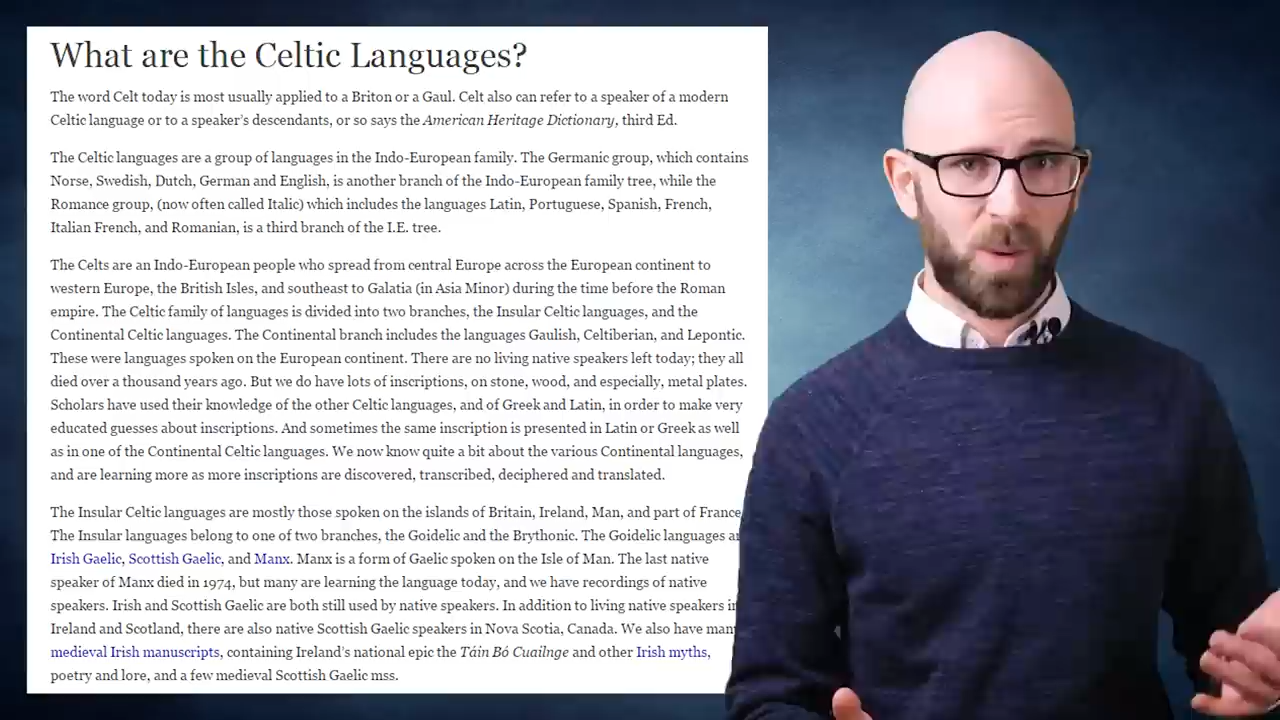 What are the Celtic Languages?
The word Celt today is most usually applied to a Briton or a Gaul. Celt also can refer to a speaker of a modern
Celtic language or to a speaker's descendants, or so says the American Heritage Dictionary, third Ed.
The Celtic languages are a group of languages in the Indo-European family. The Germanic group, which contains
Norse, Swedish, Dutch, German and English, is another branch of the Indo-European family tree, while the
Romance group, (now often called Italic) which includes the languages Latin, Portuguese, Spanish, French,
Italian French, and Romanian, is a third branch of the I.E. tree.
The Celts are an Indo-European people who spread from central Europe across the European continent to
western Europe, the British Isles, and southeast to Galatia (in Asia Minor) during the time before the Roman
empire. The Celtic family of languages is divided into two branches, the Insular Celtic languages, and the
Continental Celtic languages. The Continental branch includes the languages Gaulish, Celtiberian, and Lepontic.
These were languages spoken on the European continent. There are no living native speakers left today; they all
died over a thousand years ago. But we do have lots of inscriptions, on stone, wood, and especially, metal plates.
Scholars have used their knowledge of the other Celtic languages, and of Greek and Latin, in order to make very
educated guesses about inscriptions. And sometimes the same inscription is presented in Latin or Greek as well
as in one of the Continental Celtic languages. We now know quite a bit about the various Continental languages,
and are learning more as more inscriptions are discovered, transcribed, deciphered and translated.
The Insular Celtic languages are mostly those spoken on the islands of Britain, Ireland, Man, and part of France
The Insular languages belong to one of two branches, the Goidelic and the Brythonic. The Goidelic languages
Irish Gaelic, Scottish Gaelic, and Manx. Manx is a form of Gaelic spoken on the Isle of Man. The last native
speaker of Manx died in 1974, but many are learning the language today, and we have recordings of native
speakers. Irish and Scottish Gaelic are both still used by native speakers. In addition to living native speakers
Ireland and Scotland, there are also native Scottish Gaelic speakers in Nova Scotia, Canada. We also have
medieval Irish manuscripts, containing Ireland's national epic the Táin Bó Cuailnge and other Irish myths,
poetry and lore, and a few medieval Scottish Gaelic mss.